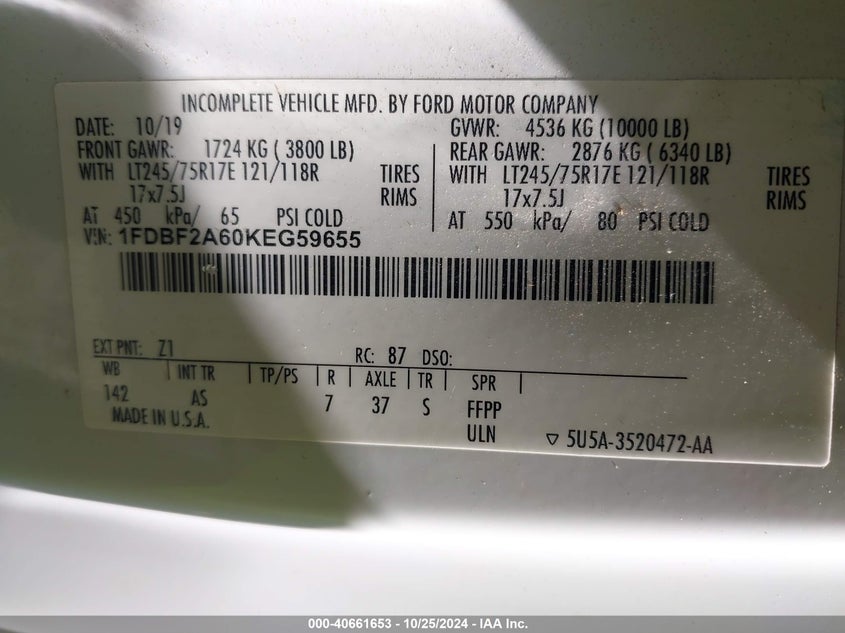 INCOMPLETE VEHICLE MFD. BY FORD MOTOR COMPANY
DATE: 10/19 GVWR: 4536 KG (10000 LB)
FRONT GAWR: 1724 KG ( 3800 LB) REAR GAWR: 2876 KG ( 6340 LB)
WITH LT245/75R17E 121/118R TIRES WITH LT245/75R17E 121/118R TIRES
17x7.5J RIMS 17x7.5J RIMS
AT 450 kPa/ 65 PSI COLD AT 550 kPa/ 80 PSI COLD
VIN: 1FDBF2A60KEG59655
EXT PNT: Z1 RC: 87 DSO:
WB INT TR TP/PS R AXLE TR SPR
142 AS 7 37 S FFPP
MADE IN U.S.A. ULN ▽ 5U5A-3520472-AA
000-40661653 - 10/25/2024 - IAA Inc.